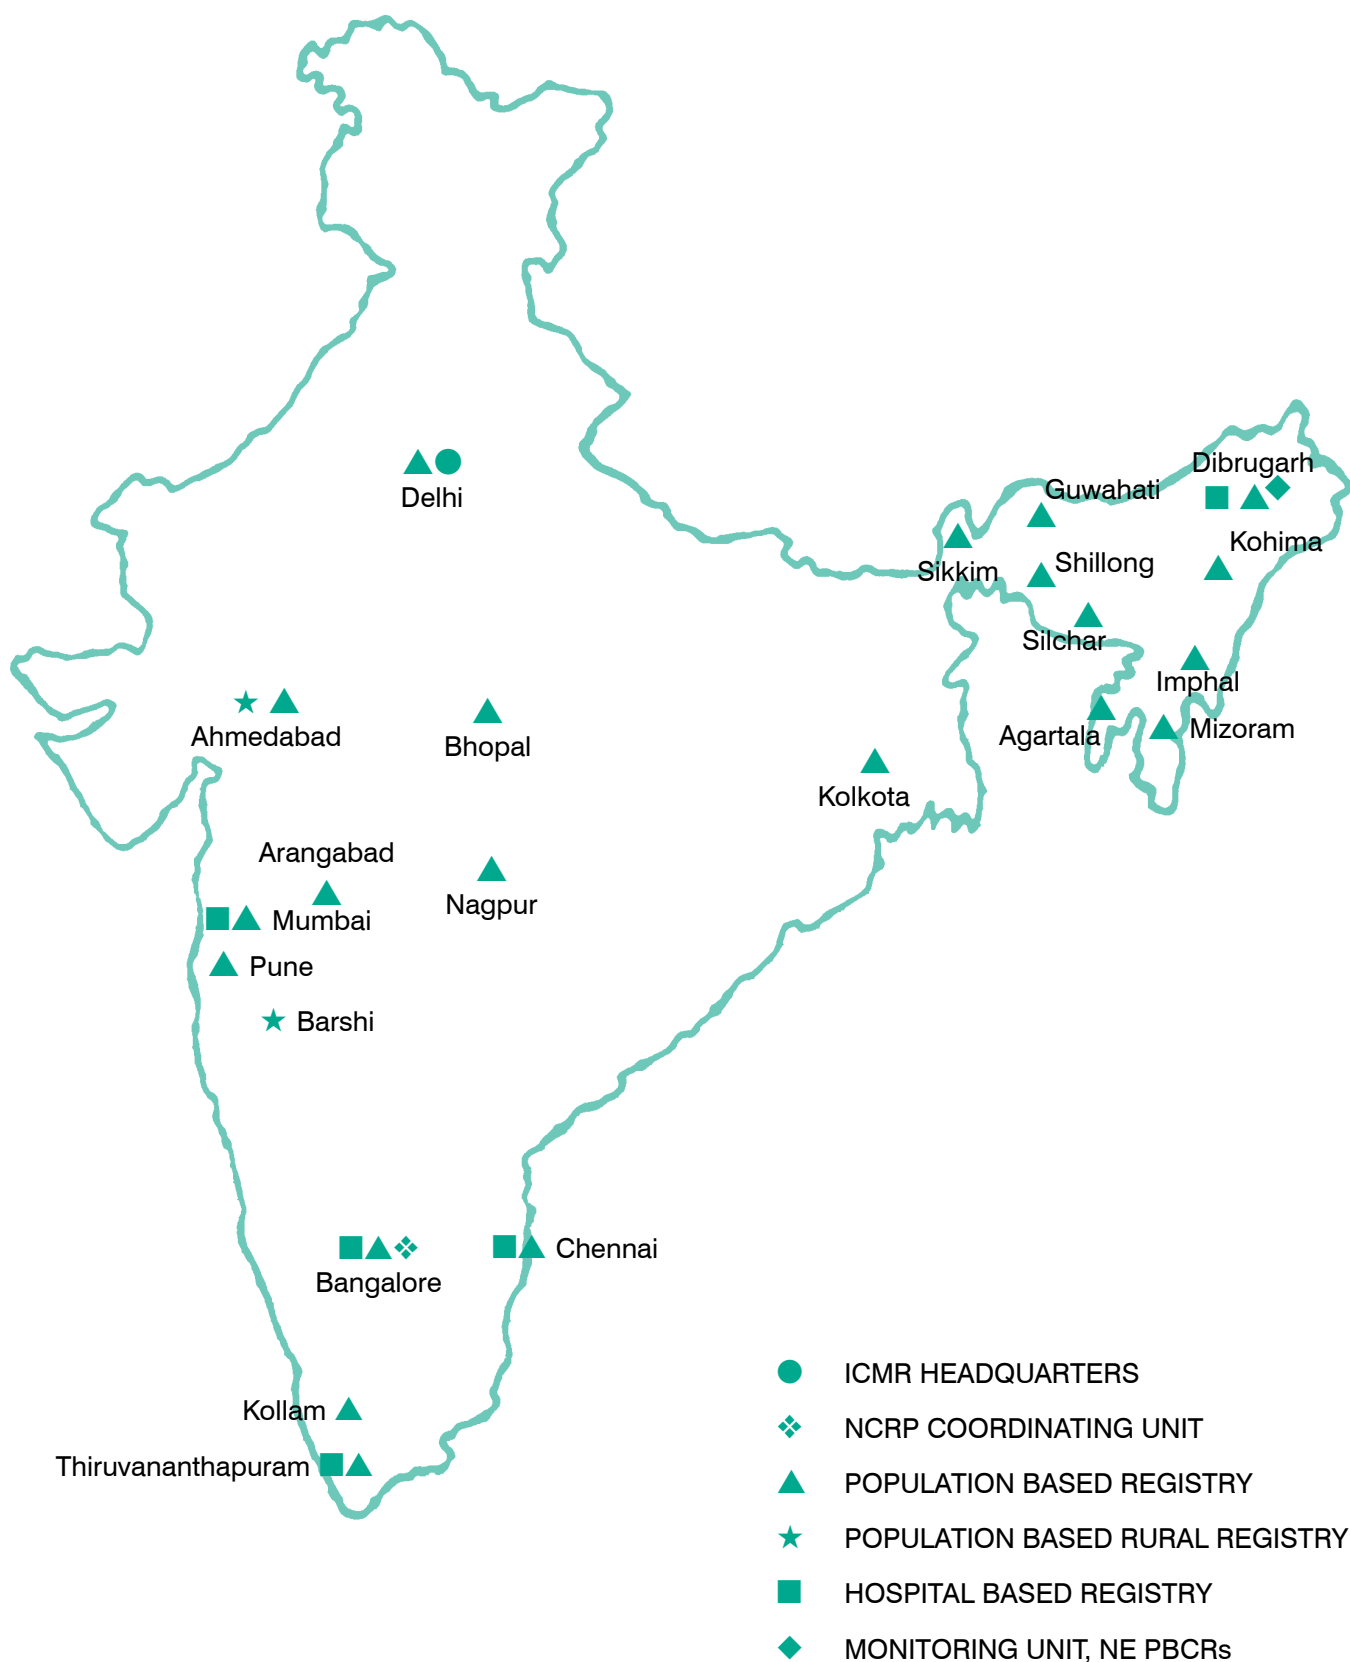 Delhi
Dibrugarh
Guwahati
Kohima
Sikkim
Shillong
Silchar
Imphal
Agartala
Mizoram
Ahmedabad
Bhopal
Kolkota
Arangabad
Nagpur
Mumbai
Pune
Barshi
Bangalore
Chennai
Kollam
Thiruvananthapuram
ICMR HEADQUARTERS
NCRP COORDINATING UNIT
POPULATION BASED REGISTRY
POPULATION BASED RURAL REGISTRY
HOSPITAL BASED REGISTRY
MONITORING UNIT, NE PBCRs